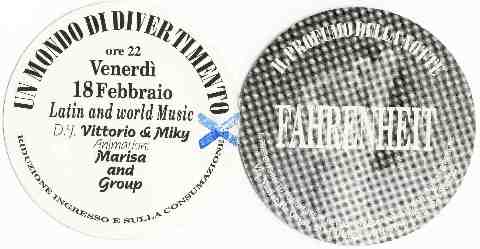 UN MONDO DI DIVERTIMENTO
ore 22
Venerdì
18 Febbraio
Latin and world Music
D.J. Vittorio & Miky
Animation:
Marisa
and
Group
RIDUZIONE INGRESSO E SULLA CONSUMAZIONE
IL PROFUMO DELLA NOTTE
FAHRENHEIT